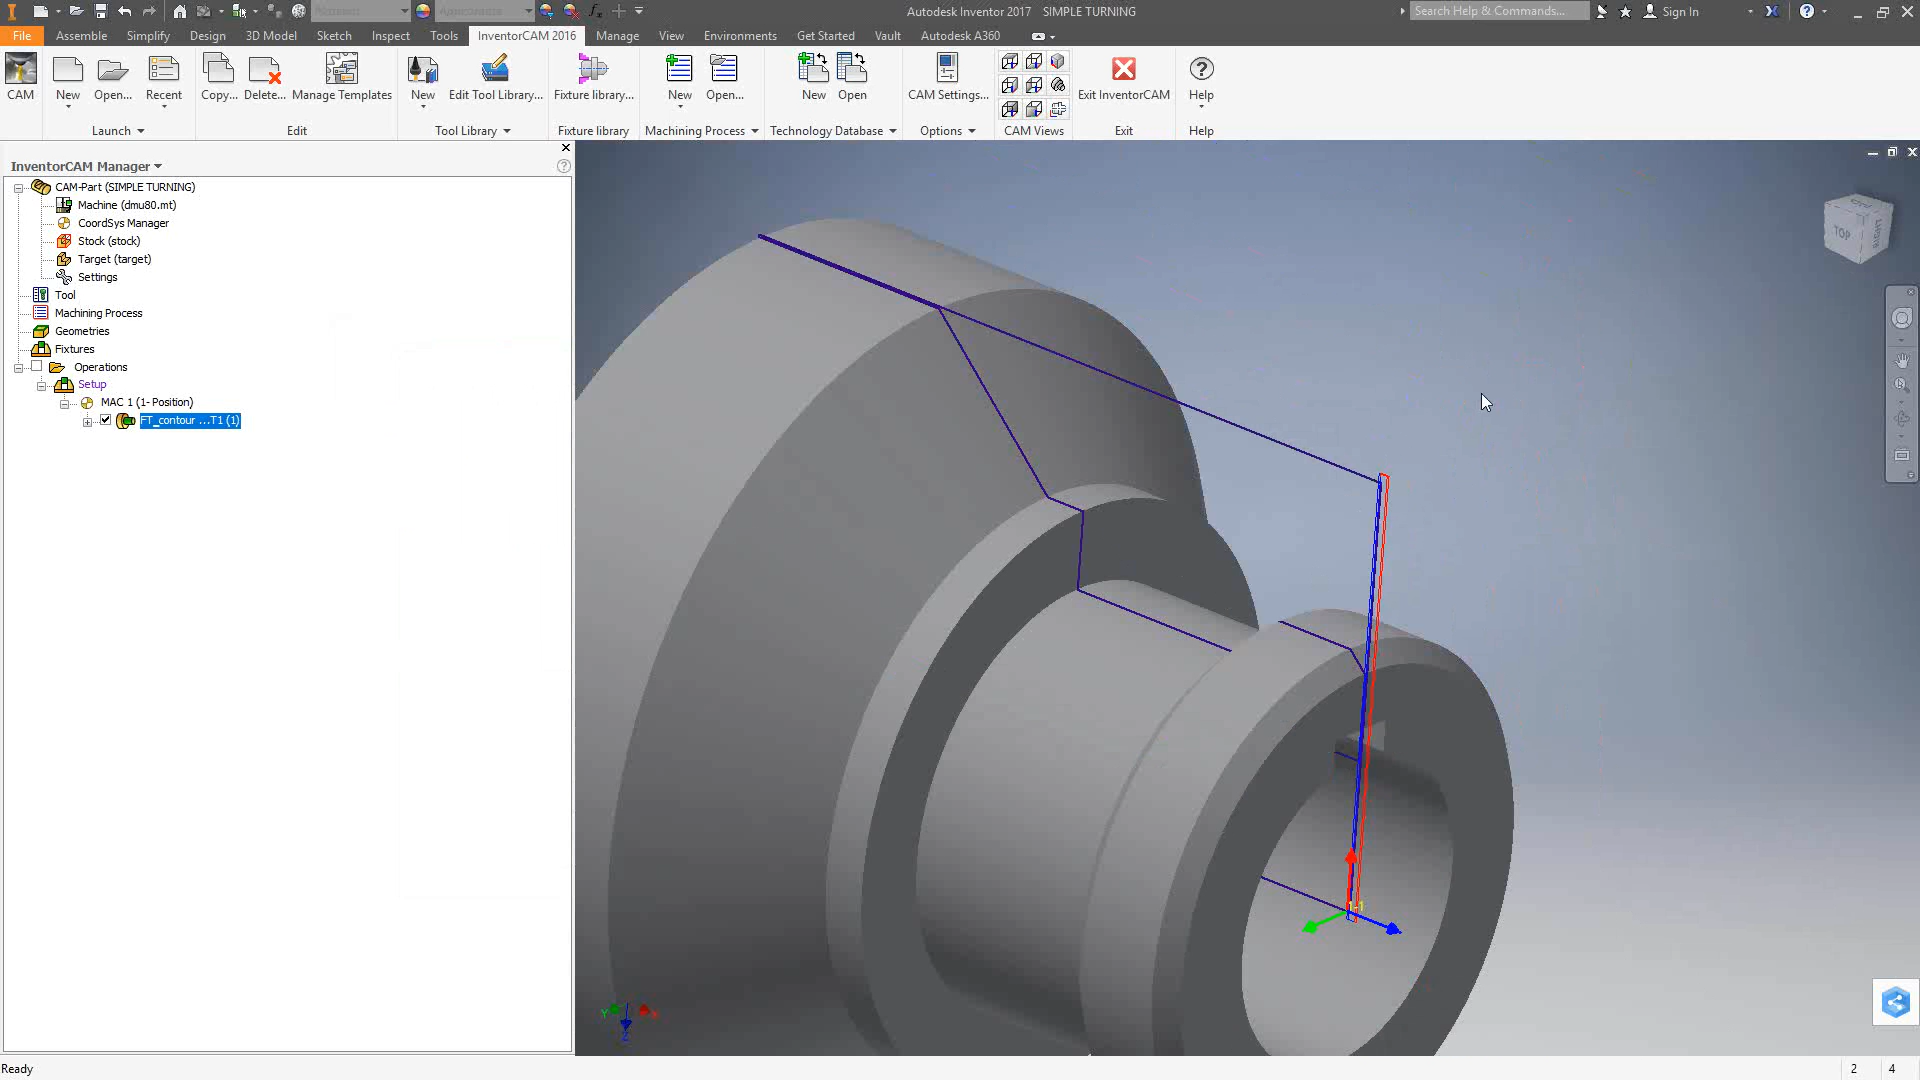 Autodesk Inventor 2017 SIMPLE TURNING
Search Help & Commands...
Sign In
File Assemble Simplify Design 3D Model Sketch Inspect Tools InventorCAM 2016 Manage View Environments Get Started Vault Autodesk A360
CAM New Open... Recent Copy... Delete... Manage Templates New Edit Tool Library... Fixture library... New Open... New Open CAM Settings... Exit InventorCAM Help
Launch Edit Tool Library Fixture library Machining Process Technology Database Options CAM Views Exit Help
InventorCAM Manager
CAM-Part (SIMPLE TURNING)
Machine (dmu80.mt)
CoordSys Manager
Stock (stock)
Target (target)
Settings
Tool
Machining Process
Geometries
Fixtures
Operations
Setup
MAC 1 (1- Position)
FT_contour ...T1 (1)
TOP
RIGHT
Y
Z
Ready
2 4